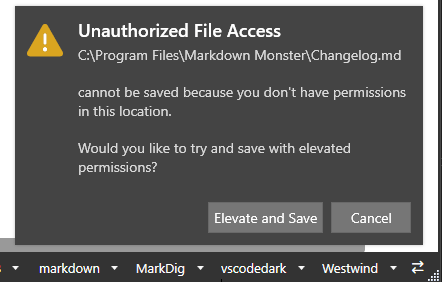 Unauthorized File Access
C:\Program Files\Markdown Monster\Changelog.md
cannot be saved because you don't have permissions
in this location.
Would you like to try and save with elevated
permissions?
Elevate and Save Cancel
markdown MarkDig vscodedark Westwind